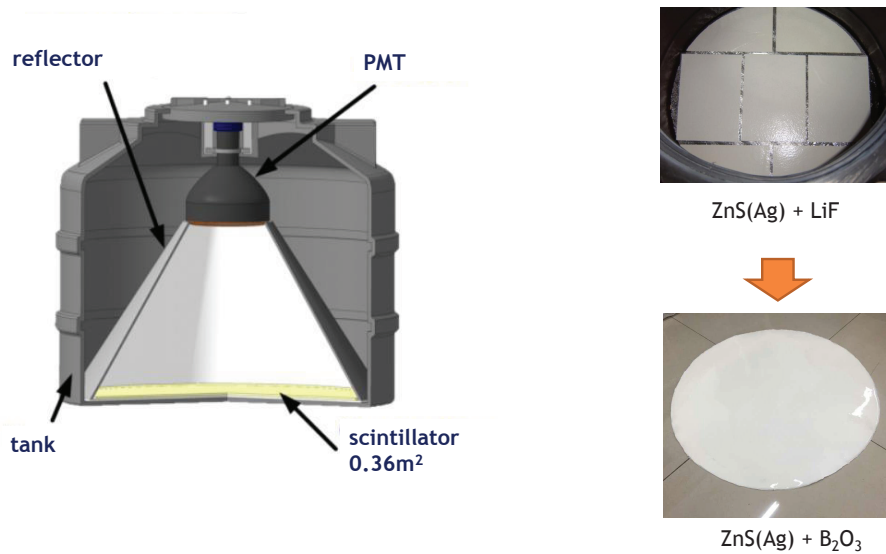 reflector
PMT
tank
scintillator
0.36m²
ZnS(Ag) + LiF
ZnS(Ag) + B₂O₃